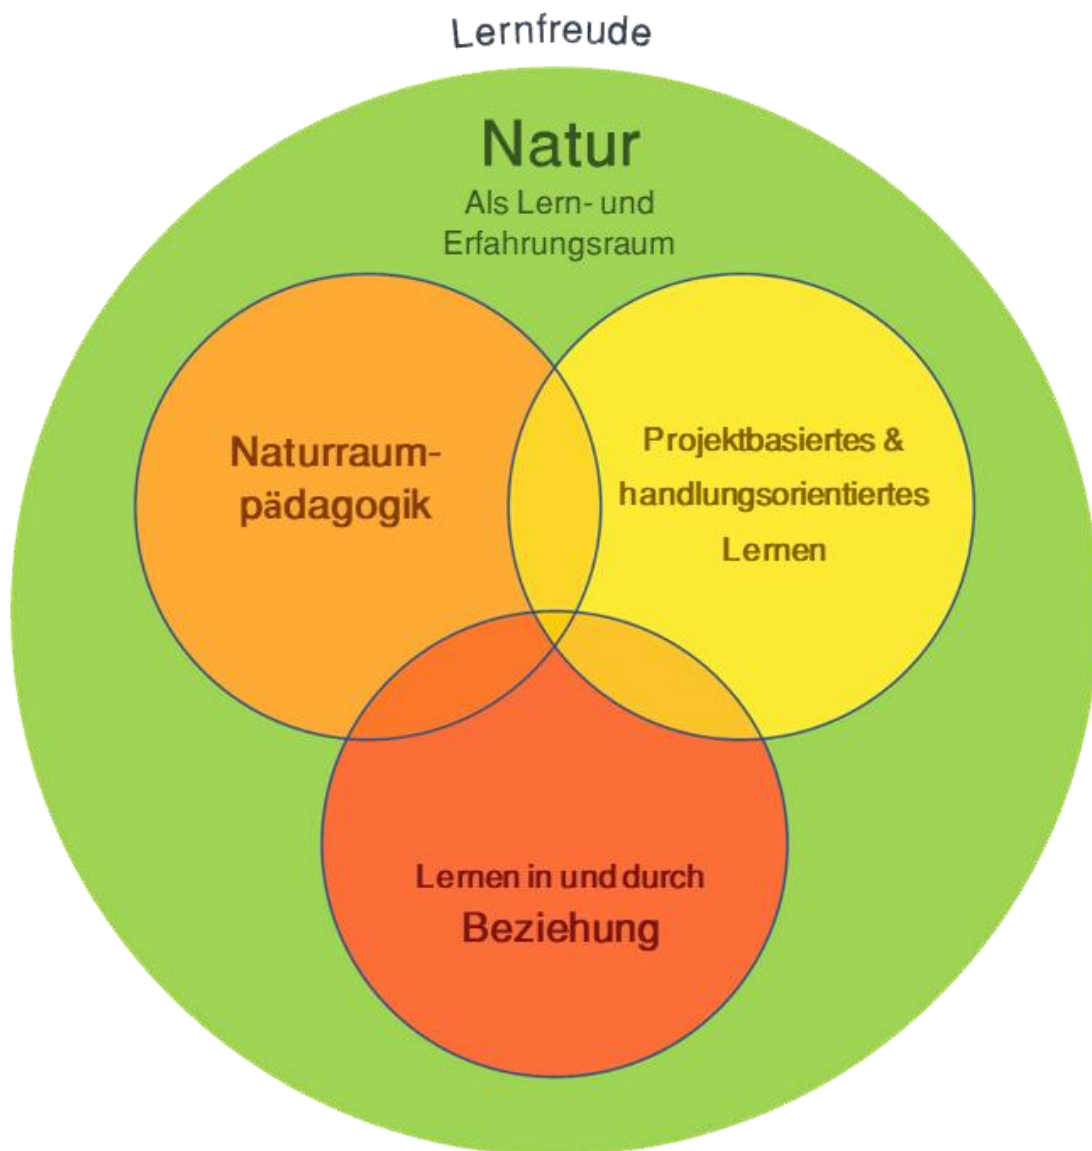 Lernfreude
Natur
Als Lern- und
Erfahrungsraum
Naturraum-
pädagogik
Projektbasiertes &
handlungsorientiertes
Lernen
Lernen in und durch
Beziehung